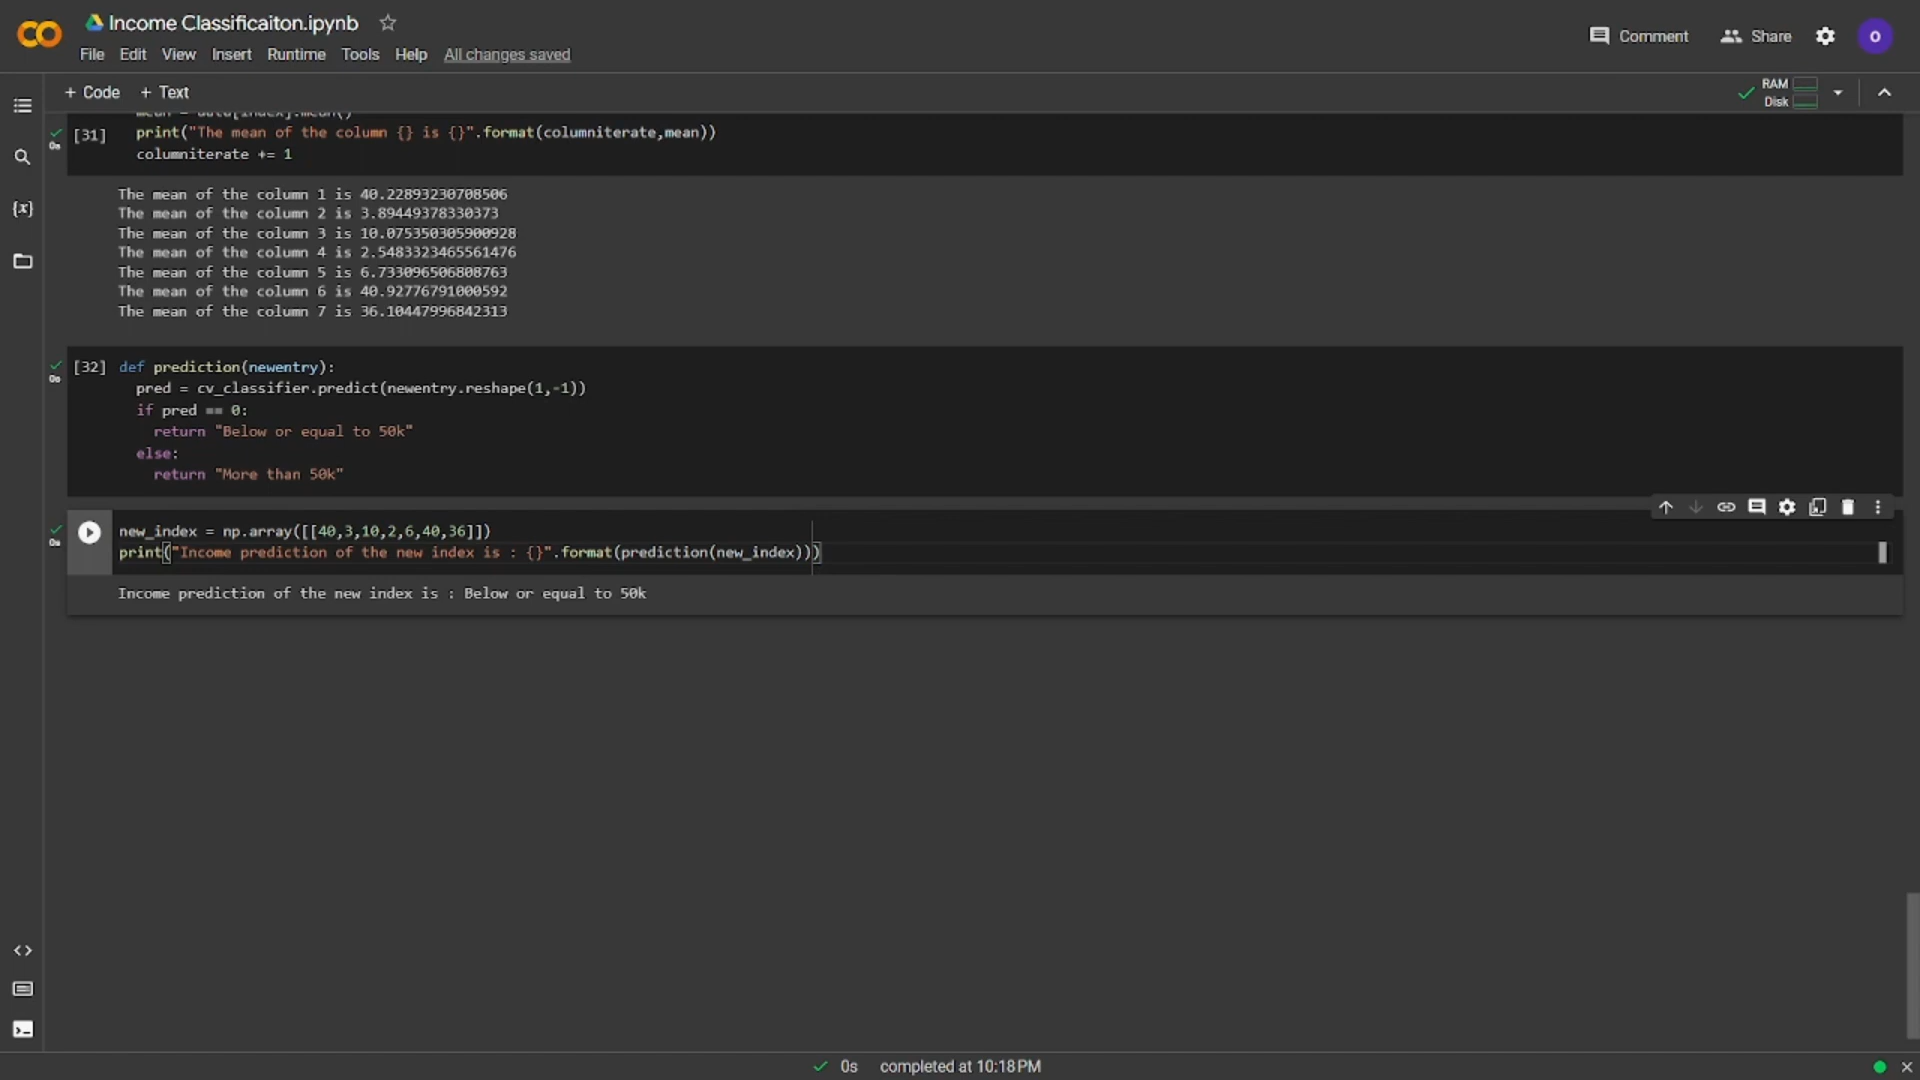 Income Classificaiton.ipynb
File Edit View Insert Runtime Tools Help All changes saved
Comment Share O
+ Code + Text
RAM
Disk
mean = data[index].mean()
[31] print("The mean of the column {} is {}".format(columniterate,mean))
0s
columniterate += 1
The mean of the column 1 is 40.22893230708506
The mean of the column 2 is 3.89449378330373
The mean of the column 3 is 10.075350305900928
The mean of the column 4 is 2.5483323465561476
The mean of the column 5 is 6.733096506808763
The mean of the column 6 is 40.92776791000592
The mean of the column 7 is 36.10447996842313
[32] def prediction(newentry):
0s
pred = cv_classifier.predict(newentry.reshape(1,-1))
if pred == 0:
return "Below or equal to 50k"
else:
return "More than 50k"
new_index = np.array([[40,3,10,2,6,40,36]])
0s
print("Income prediction of the new index is : {}".format(prediction(new_index)))
Income prediction of the new index is : Below or equal to 50k
0s completed at 10:18 PM